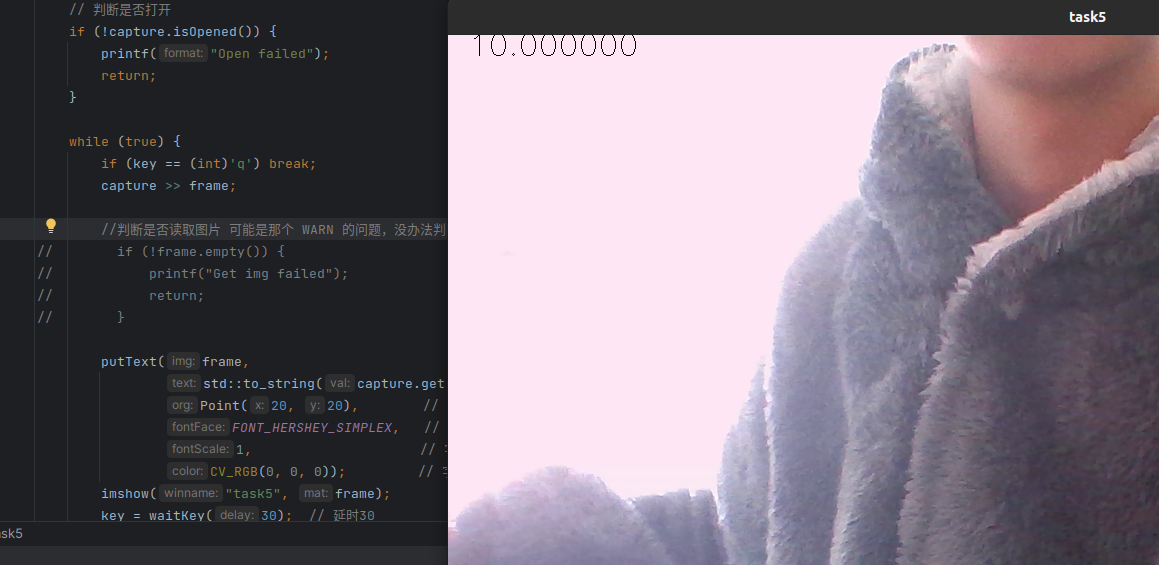 // 判断是否打开
if (!capture.isOpened()) {
printf( format: "Open failed");
return;
}
while (true) {
if (key == (int)'q') break;
capture >> frame;
//判断是否读取图片 可能是那个 WARN 的问题，没办法判
// if (!frame.empty()) {
// printf("Get img failed");
// return;
// }
putText( img: frame,
text: std::to_string( val: capture.get
org: Point( x: 20, y: 20), //
fontFace: FONT_HERSHEY_SIMPLEX, //
fontScale: 1, //
color: CV_RGB(0, 0, 0)); //
imshow( winname: "task5", mat: frame);
key = waitKey( delay: 30); // 延时30
sk5
task5
10.000000